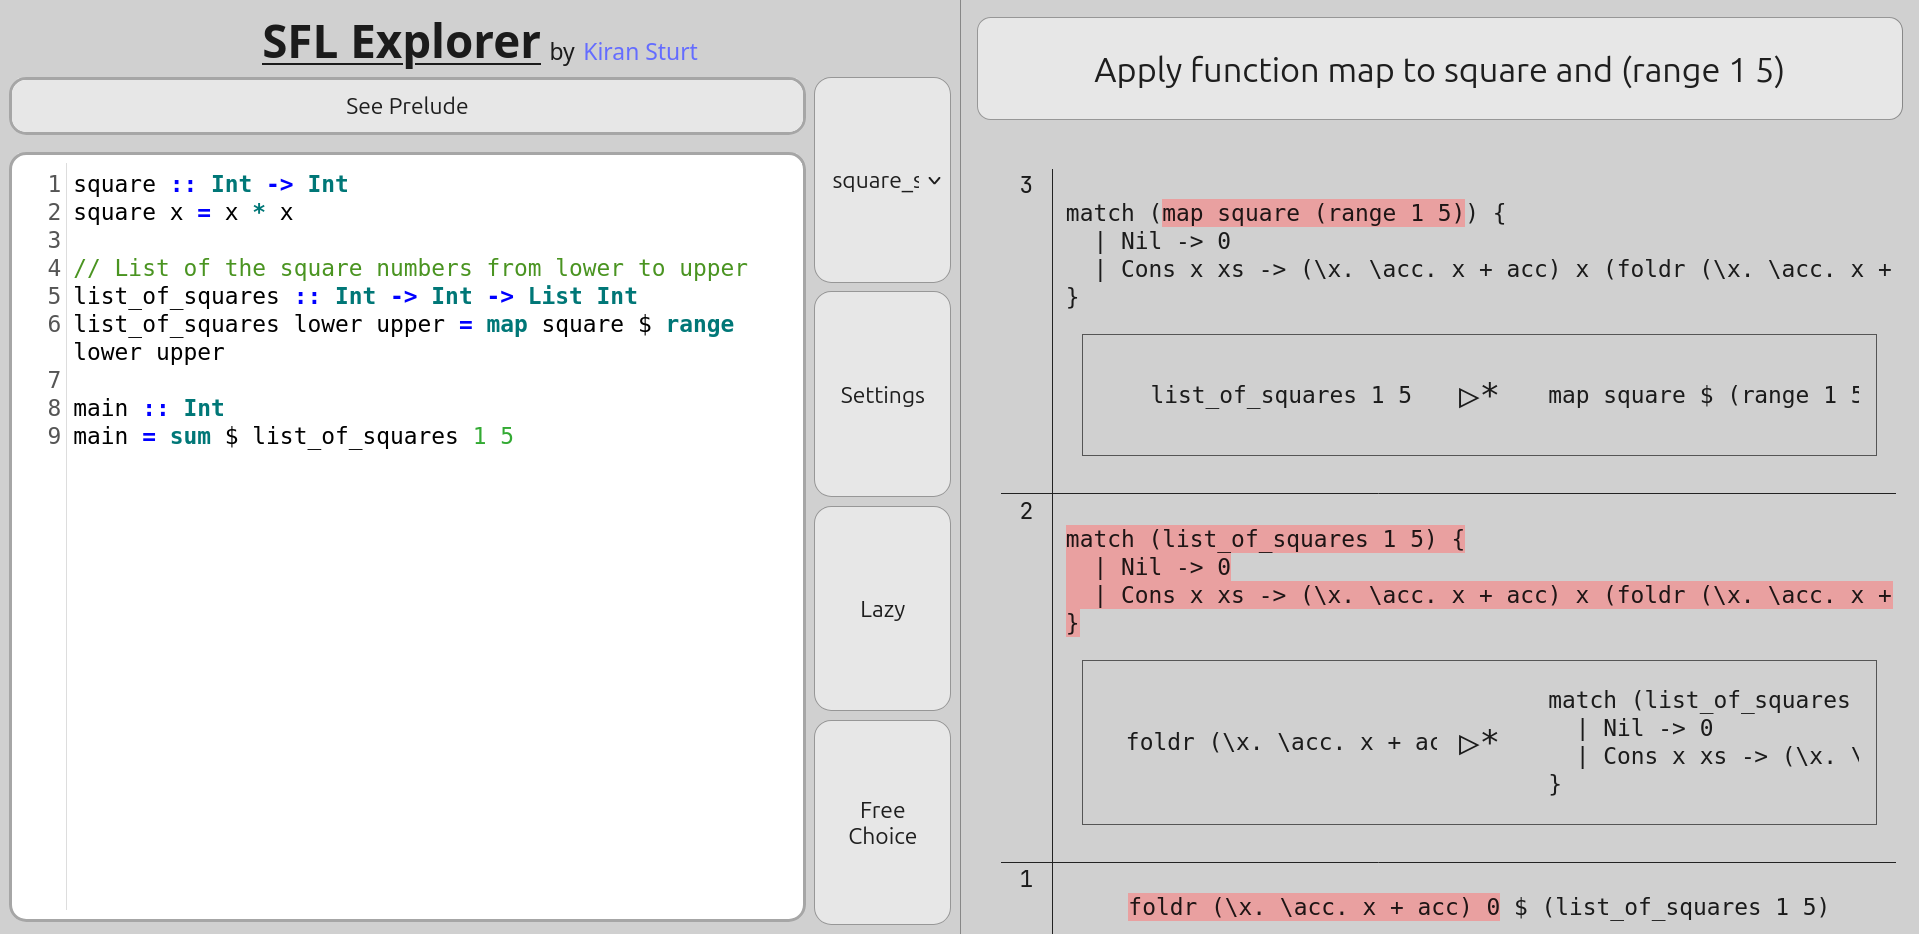 SFL Explorer by Kiran Sturt
See Prelude
1 square :: Int -> Int
2 square x = x * x
3
4 // List of the square numbers from lower to upper
5 list_of_squares :: Int -> Int -> List Int
6 list_of_squares lower upper = map square $ range
lower upper
7
8 main :: Int
9 main = sum $ list_of_squares 1 5
square_s
Settings
Lazy
Free
Choice
Apply function map to square and (range 1 5)
3
match (map square (range 1 5)) {
| Nil -> 0
| Cons x xs -> (\x. \acc. x + acc) x (foldr (\x. \acc. x +
}
list_of_squares 1 5 ▷* map square $ (range 1 5
2
match (list_of_squares 1 5) {
| Nil -> 0
| Cons x xs -> (\x. \acc. x + acc) x (foldr (\x. \acc. x +
}
foldr (\x. \acc. x + ac ▷*
match (list_of_squares
| Nil -> 0
| Cons x xs -> (\x. \
}
1
foldr (\x. \acc. x + acc) 0 $ (list_of_squares 1 5)